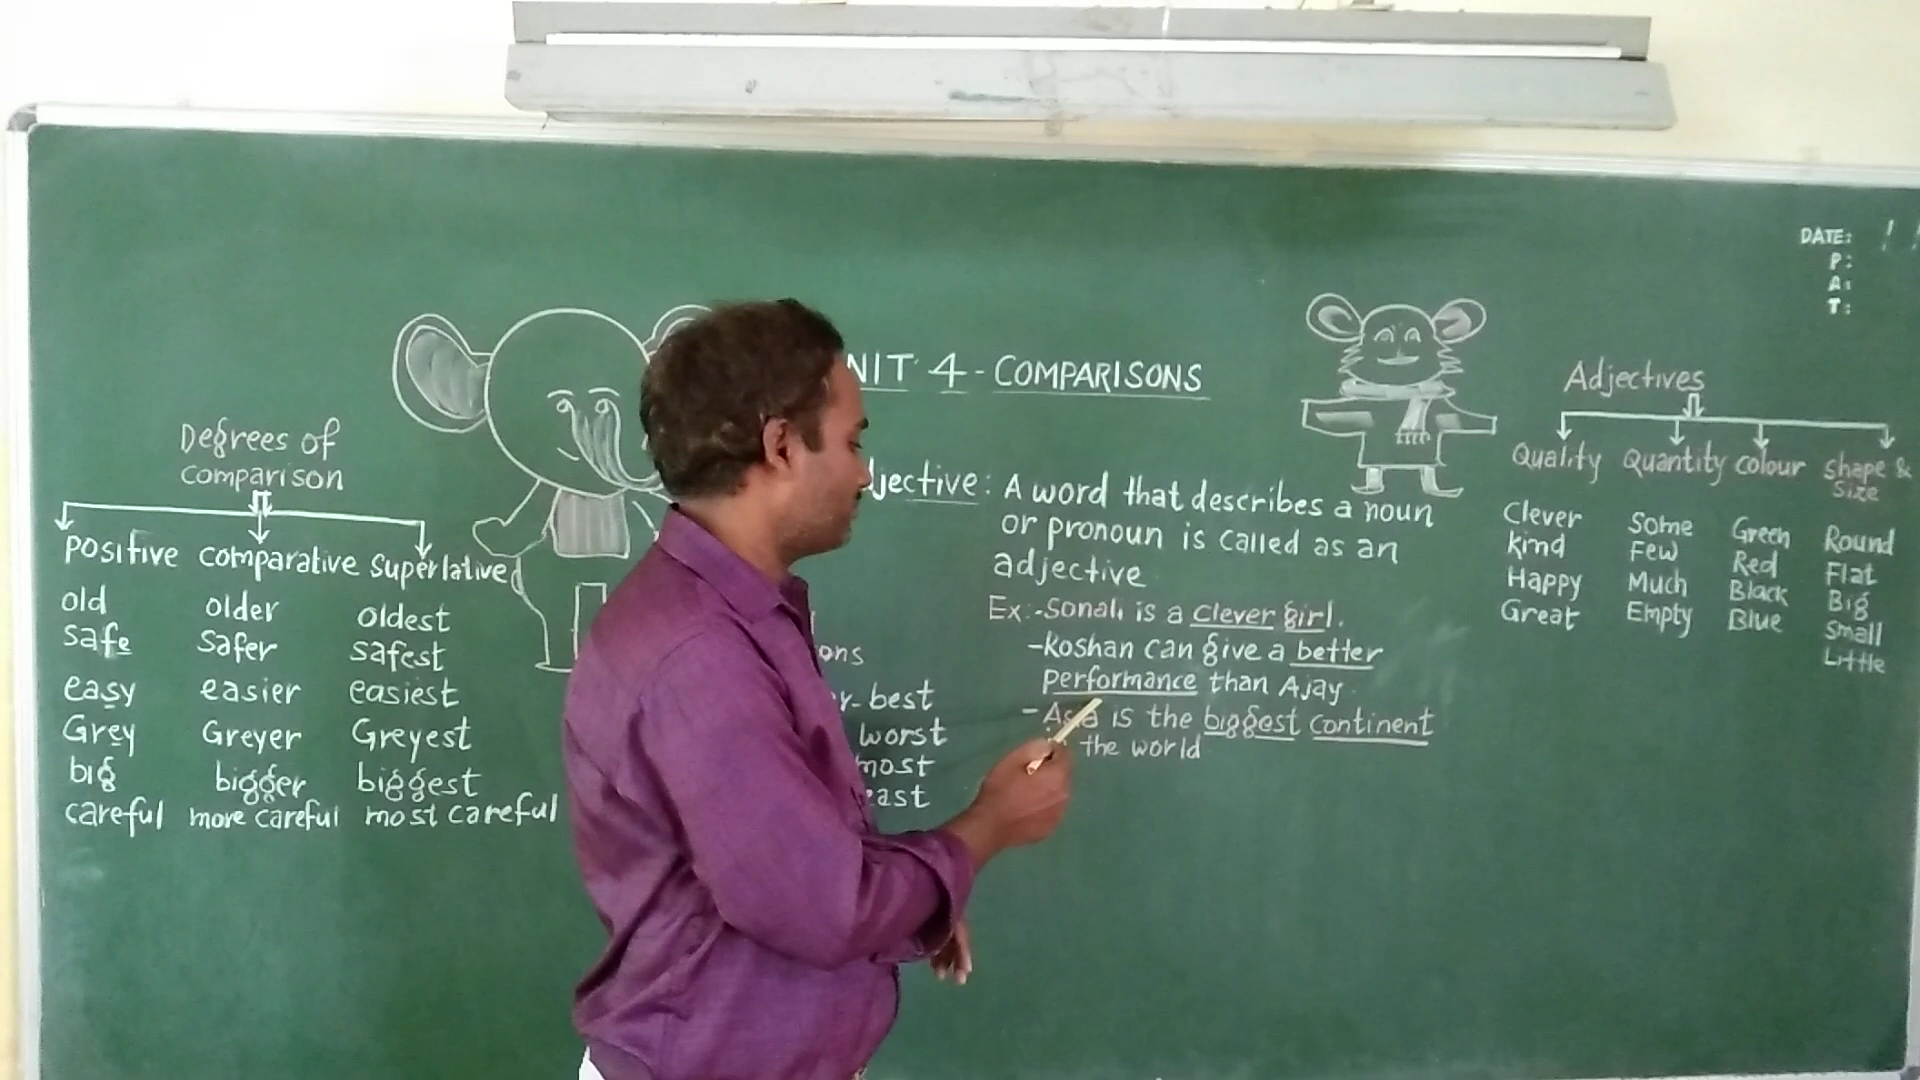 NIT 4 - COMPARISONS
DATE:
P:
A:
T:
Degrees of
comparison
Positive comparative Superlative
old older oldest
safe safer safest
easy easier easiest
Grey Greyer Greyest
big bigger biggest
careful more careful most careful
ons
r- best
worst
most
east
djective: A word that describes a noun
or pronoun is called as an
adjective
Ex:- Sonali is a clever girl.
- Roshan can give a better
performance than Ajay
- Asia is the biggest continent
the world
Adjectives
Quality Quantity colour shape &
size
Clever Some Green Round
kind Few Red Flat
Happy Much Black Big
Great Empty Blue Small
Little